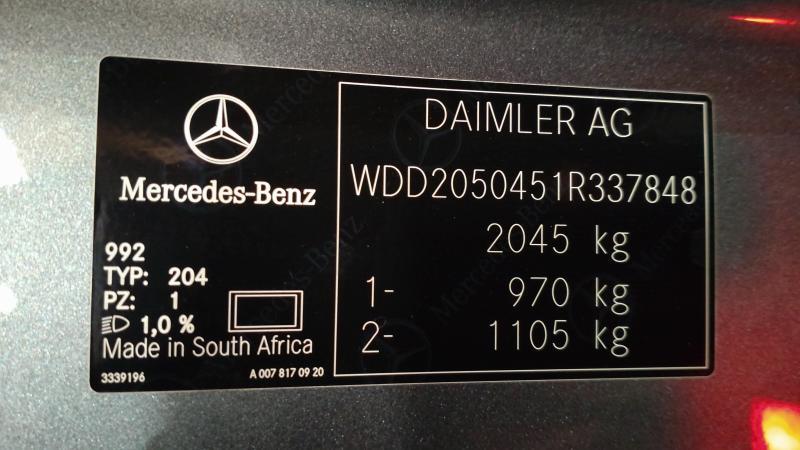 Mercedes-Benz
992
TYP: 204
PZ: 1
1,0 %
Made in South Africa
3339196 A 007 817 09 20
DAIMLER AG
WDD2050451R337848
2045 kg
1- 970 kg
2- 1105 kg